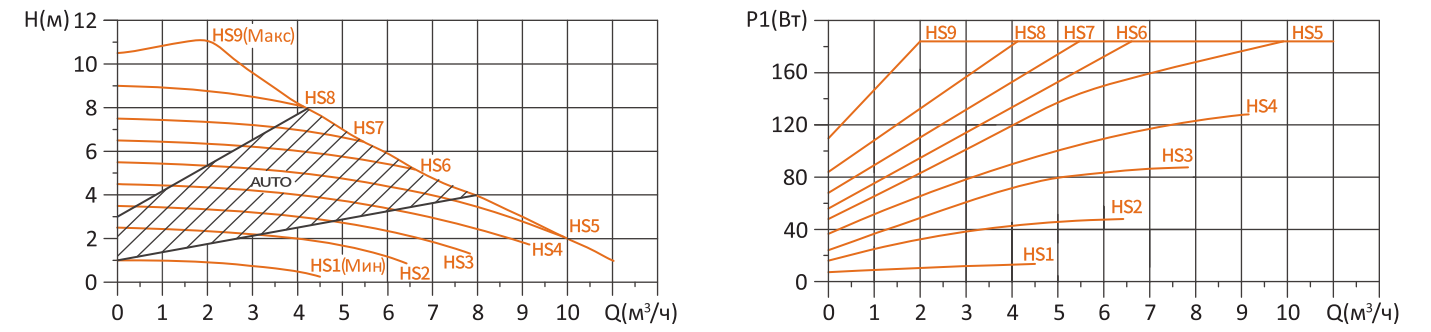 H(м) 12
10
8
6
4
2
0
HS9(Макс)
HS8
HS7
HS6
AUTO
HS5
HS4
HS3
HS2
HS1(Мин)
0 1 2 3 4 5 6 7 8 9 10 Q(м³/ч)
P1(Вт)
160
120
80
40
0
HS9 HS8 HS7 HS6 HS5
HS4
HS3
HS2
HS1
0 1 2 3 4 5 6 7 8 9 10 Q(м³/ч)